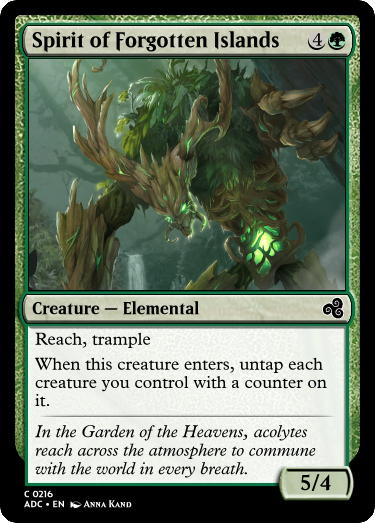 Spirit of Forgotten Islands 4
Creature — Elemental
Reach, trample
When this creature enters, untap each
creature you control with a counter on
it.
In the Garden of the Heavens, acolytes
reach across the atmosphere to commune
with the world in every breath.
5/4
C 0216
ADC • EN Anna Kand